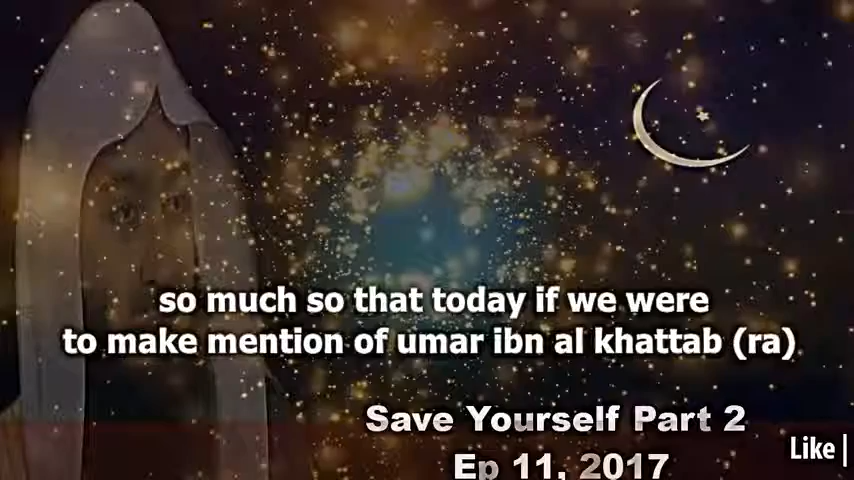 so much so that today if we were
to make mention of umar ibn al khattab (ra)
Save Yourself Part 2
Ep 11, 2017
Like |